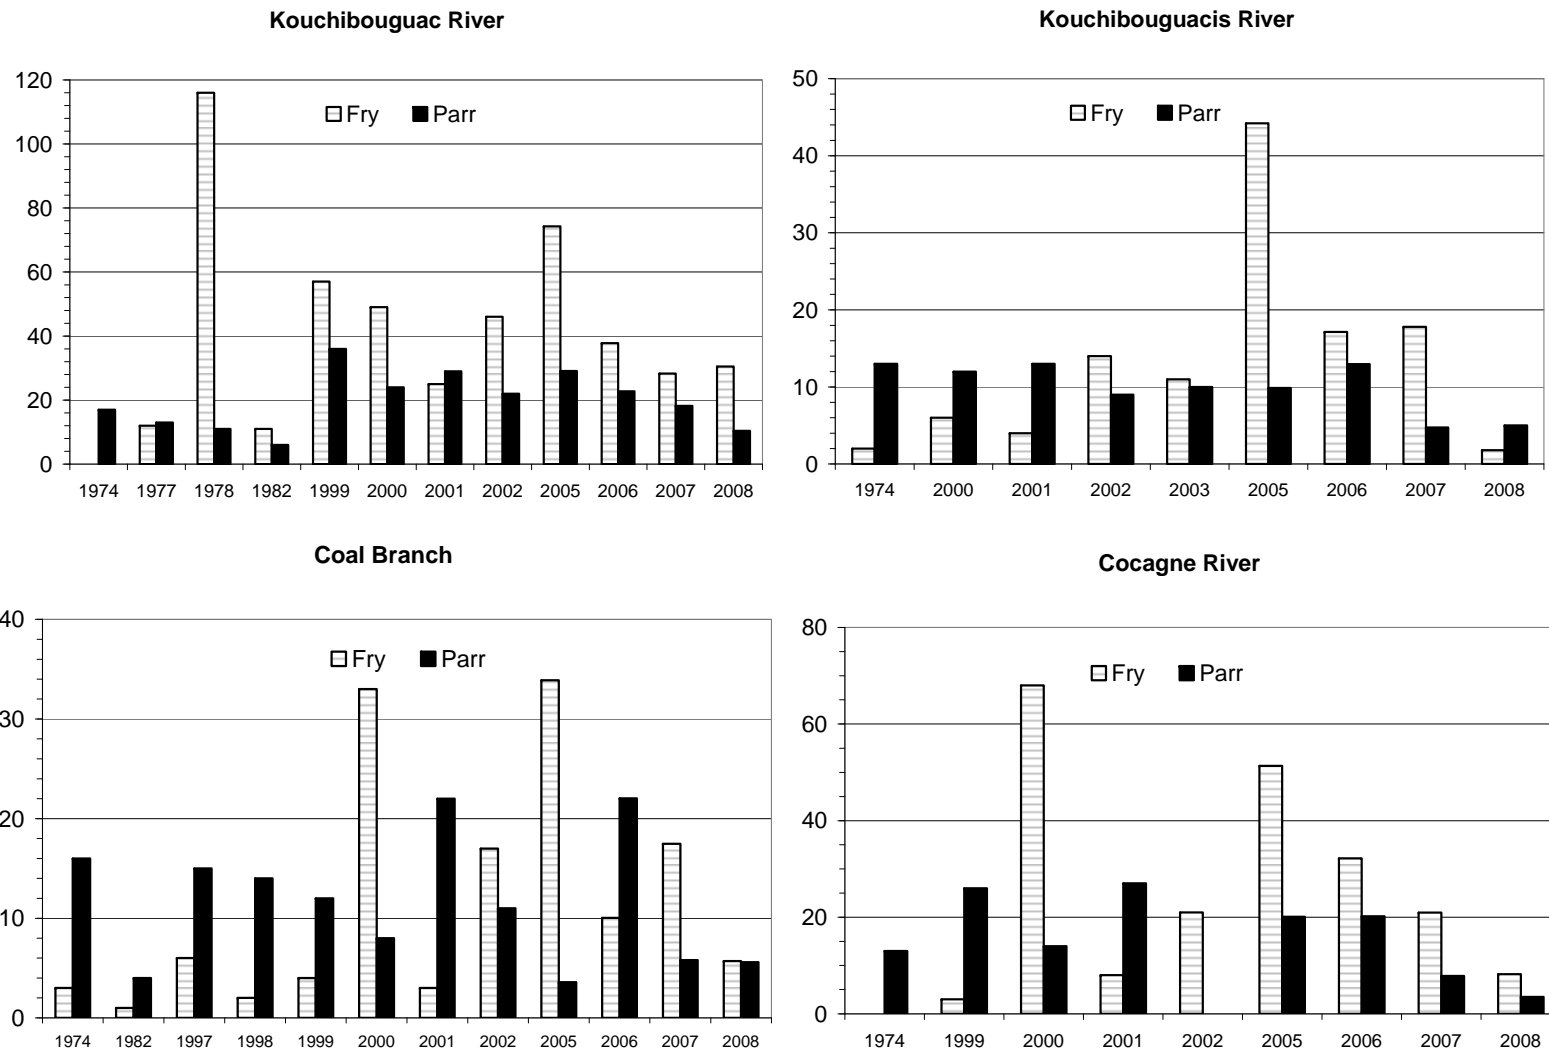 Kouchibouguac River
120
100
80
60
40
20
0
Fry Parr
1974 1977 1978 1982 1999 2000 2001 2002 2005 2006 2007 2008
Kouchibouguacis River
50
40
30
20
10
0
Fry Parr
1974 2000 2001 2002 2003 2005 2006 2007 2008
Coal Branch
40
30
20
10
0
Fry Parr
1974 1982 1997 1998 1999 2000 2001 2002 2005 2006 2007 2008
Cocagne River
80
60
40
20
0
Fry Parr
1974 1999 2000 2001 2002 2005 2006 2007 2008